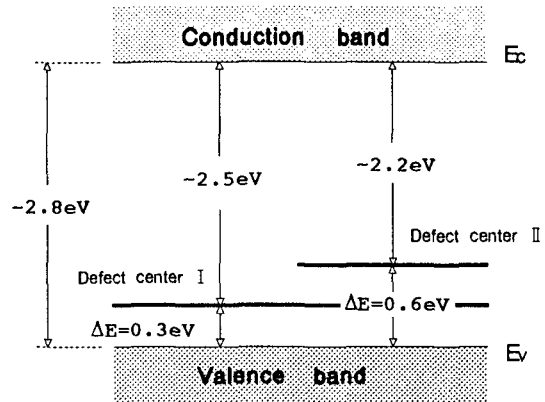 Conduction band
Ec
~2.5eV
~2.2eV
~2.8eV
Defect center Ⅱ
Defect center Ⅰ
ΔE=0.6eV
ΔE=0.3eV
Ev
Valence band